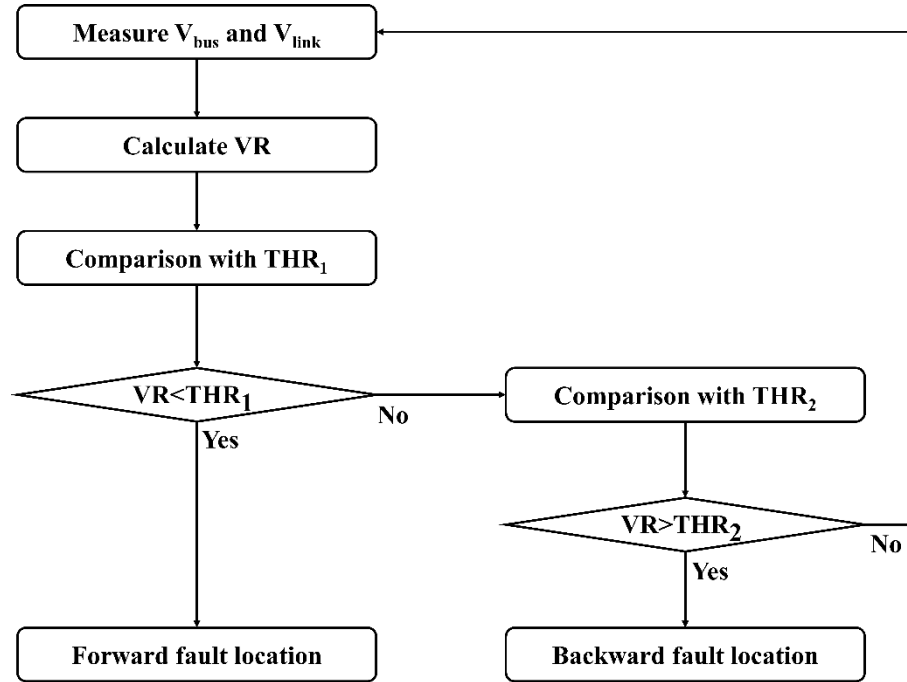 Measure V_bus and V_link
Calculate VR
Comparison with THR_1
VR<THR_1
No
Comparison with THR_2
Yes
VR>THR_2
No
Yes
Forward fault location
Backward fault location